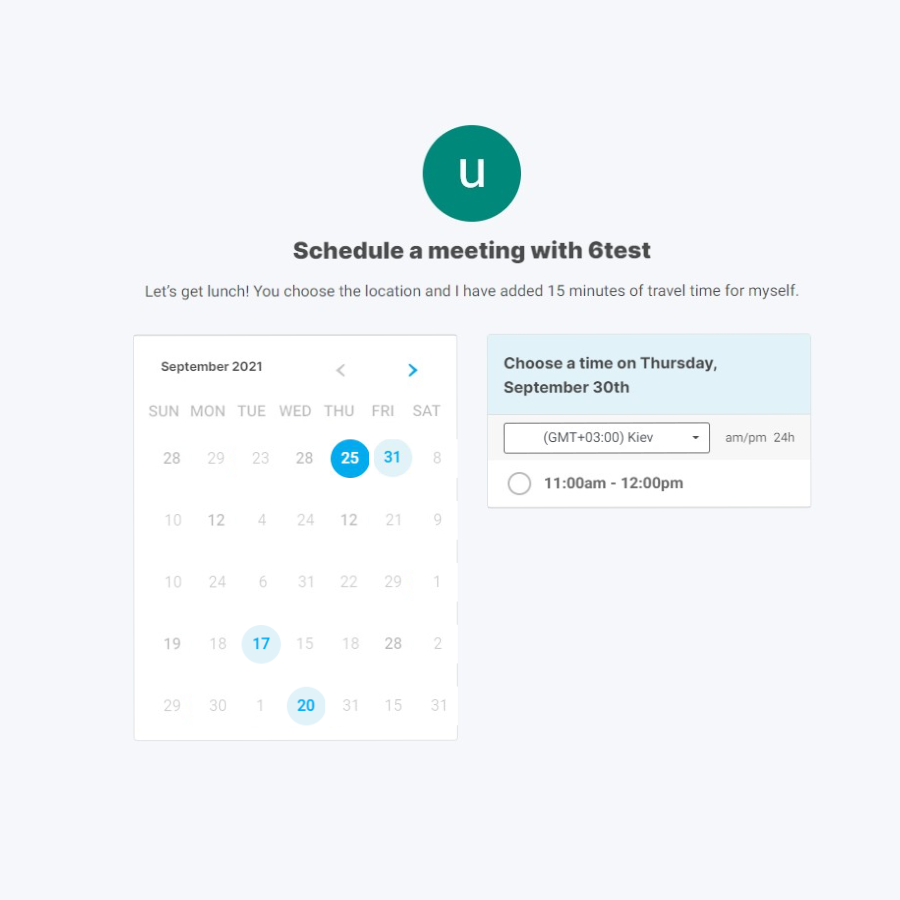 u
Schedule a meeting with 6test
Let's get lunch! You choose the location and I have added 15 minutes of travel time for myself.
September 2021
SUN MON TUE WED THU FRI SAT
28 29 23 28 25 31 8
10 12 4 24 12 21 9
10 24 6 31 22 29 1
19 18 17 15 18 28 2
29 30 1 20 31 15 31
Choose a time on Thursday,
September 30th
(GMT+03:00) Kiev am/pm 24h
11:00am - 12:00pm